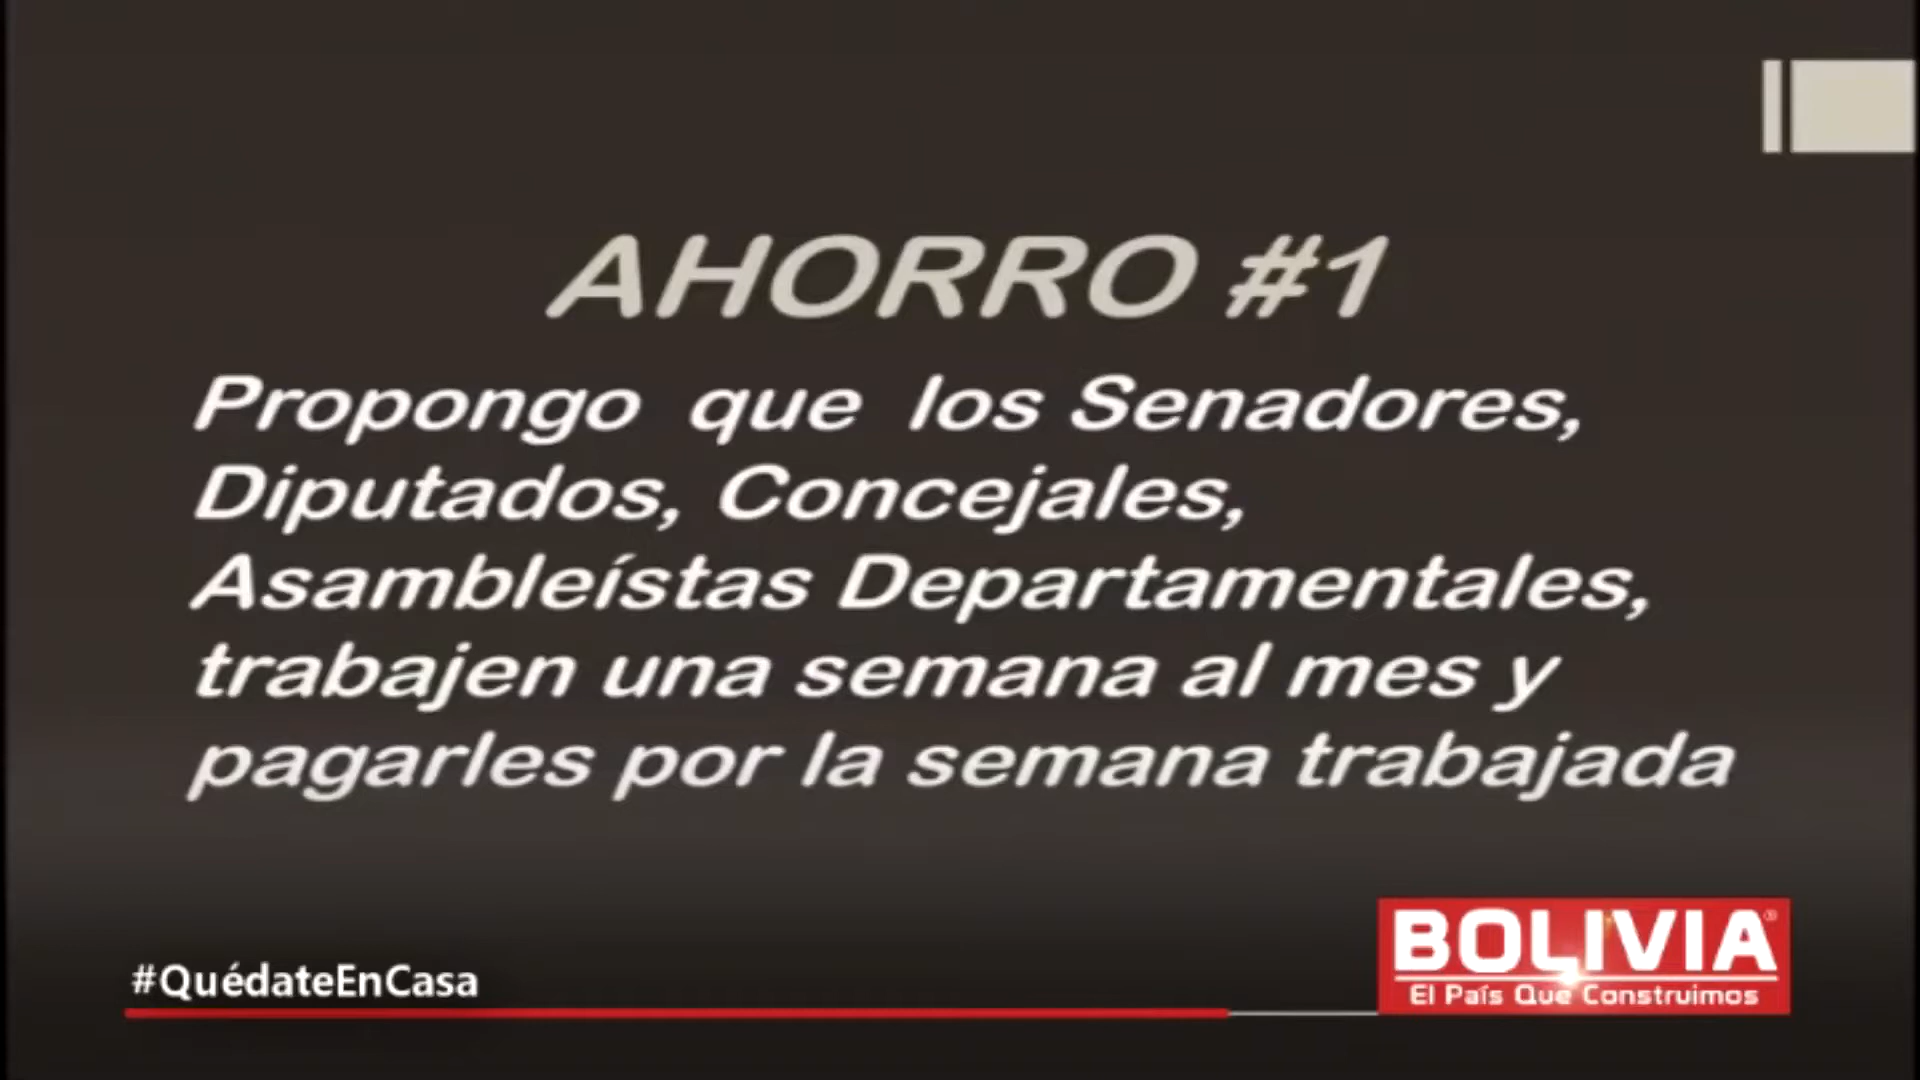 AHORRO #1
Propongo que los Senadores,
Diputados, Concejales,
Asambleístas Departamentales,
trabajen una semana al mes y
pagarles por la semana trabajada
#QuédateEnCasa
BOLIVIA®
El País Que Construimos